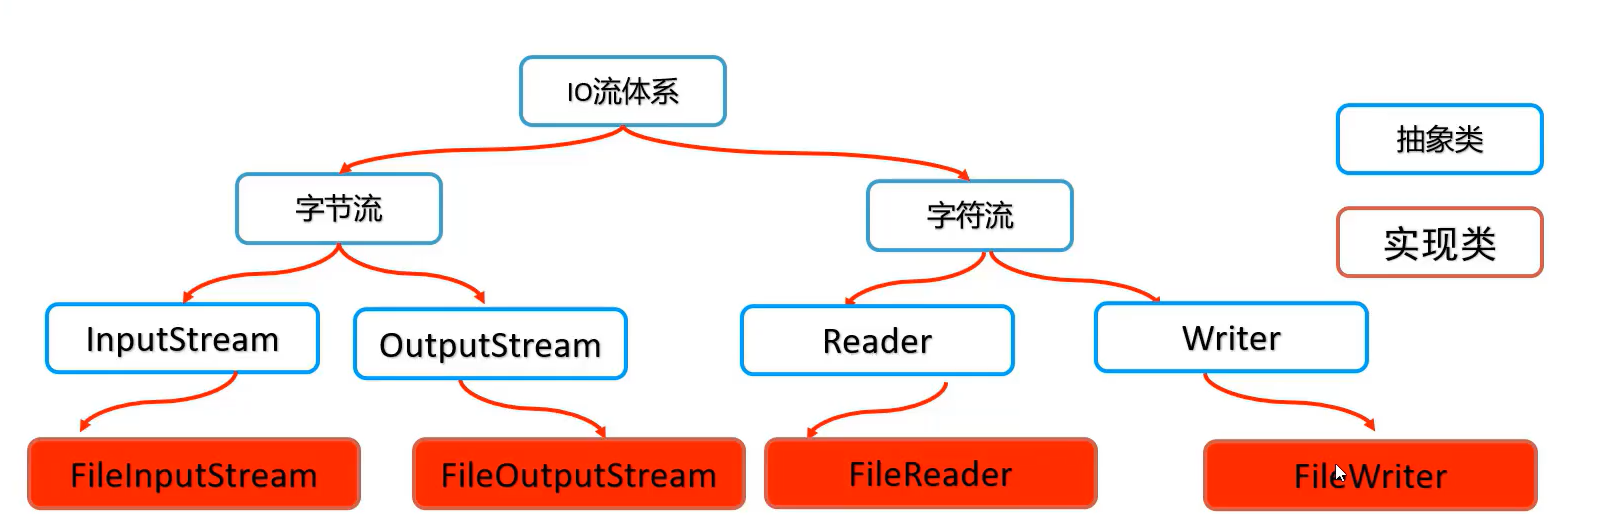 IO流体系
抽象类
字节流
字符流
实现类
InputStream
OutputStream
Reader
Writer
FileInputStream
FileOutputStream
FileReader
FileWriter